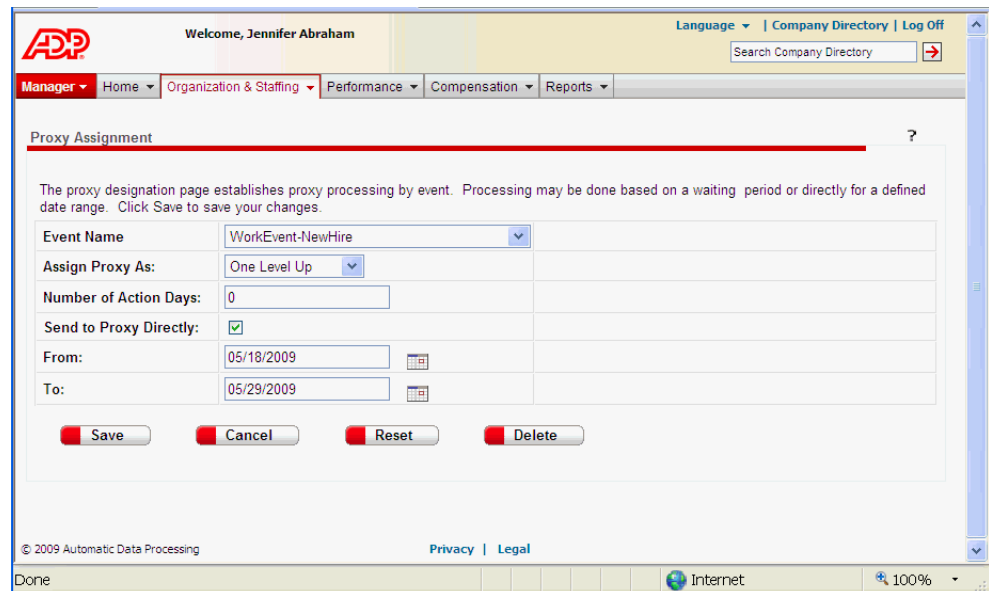 ADP
Welcome, Jennifer Abraham
Language | Company Directory | Log Off
Search Company Directory
Manager Home Organization & Staffing Performance Compensation Reports
Proxy Assignment ?
The proxy designation page establishes proxy processing by event. Processing may be done based on a waiting period or directly for a defined
date range. Click Save to save your changes.
Event Name WorkEvent-NewHire
Assign Proxy As: One Level Up
Number of Action Days: 0
Send to Proxy Directly:
From: 05/18/2009
To: 05/29/2009
Save Cancel Reset Delete
© 2009 Automatic Data Processing Privacy | Legal
Done Internet 100%